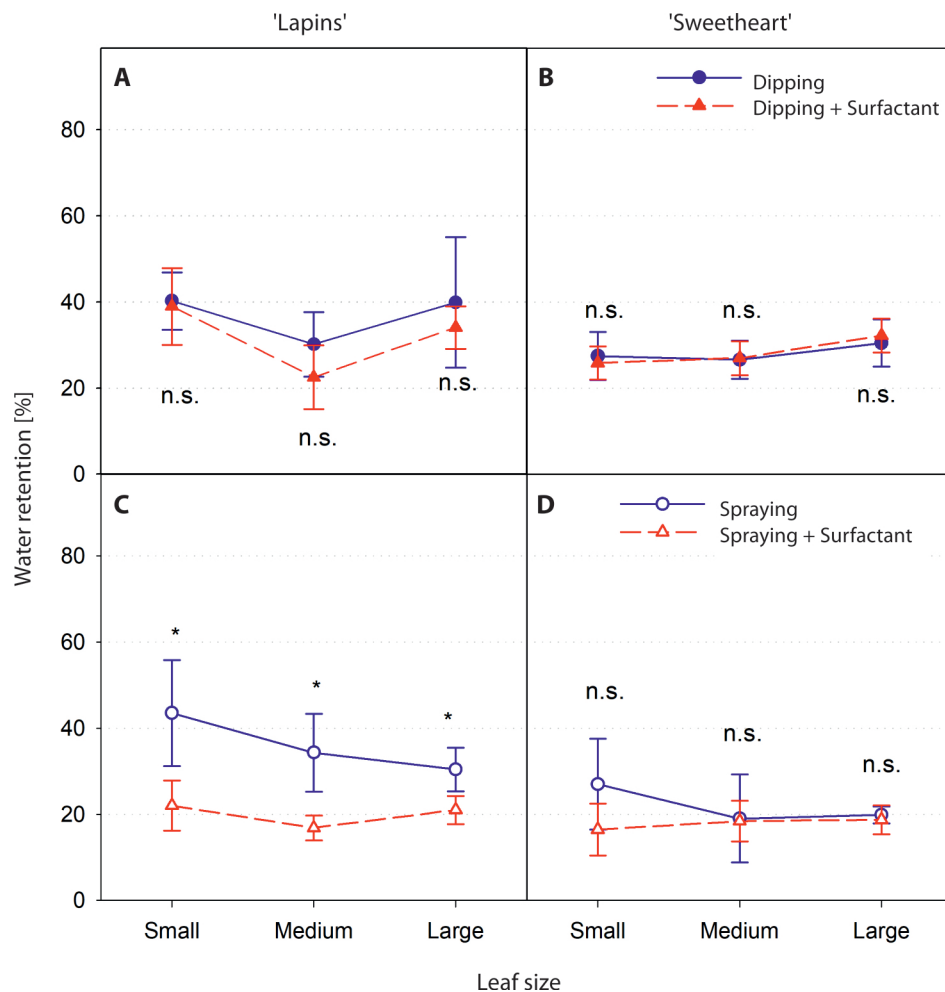 'Lapins' 'Sweetheart'
A
B
Dipping
Dipping + Surfactant
80
60
40
20
0
n.s.
n.s.
n.s.
n.s.
n.s.
n.s.
Water retention [%]
C
D
Spraying
Spraying + Surfactant
80
60
40
20
0
*
*
*
n.s.
n.s.
n.s.
Small Medium Large Small Medium Large
Leaf size